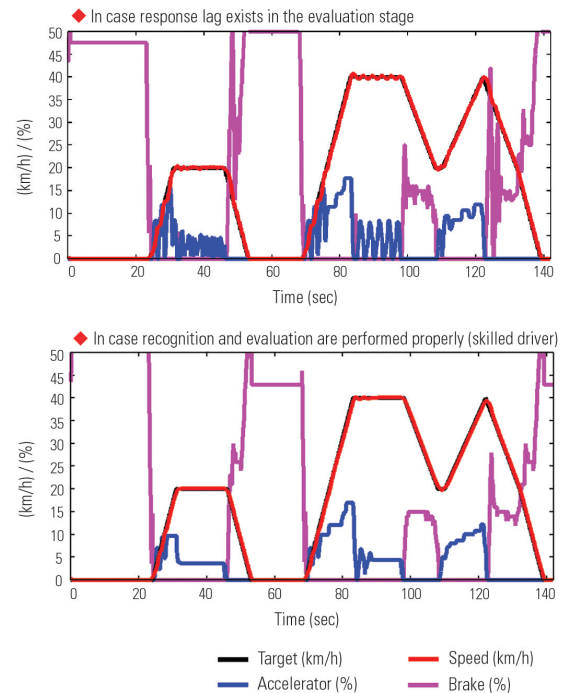 ◆ In case response lag exists in the evaluation stage
50
45
40
35
30
25
20
15
10
5
0
(km/h) / (%)
0 20 40 60 80 100 120 140
Time (sec)
◆ In case recognition and evaluation are performed properly (skilled driver)
50
45
40
35
30
25
20
15
10
5
0
(km/h) / (%)
0 20 40 60 80 100 120 140
Time (sec)
Target (km/h) Speed (km/h)
Accelerator (%) Brake (%)